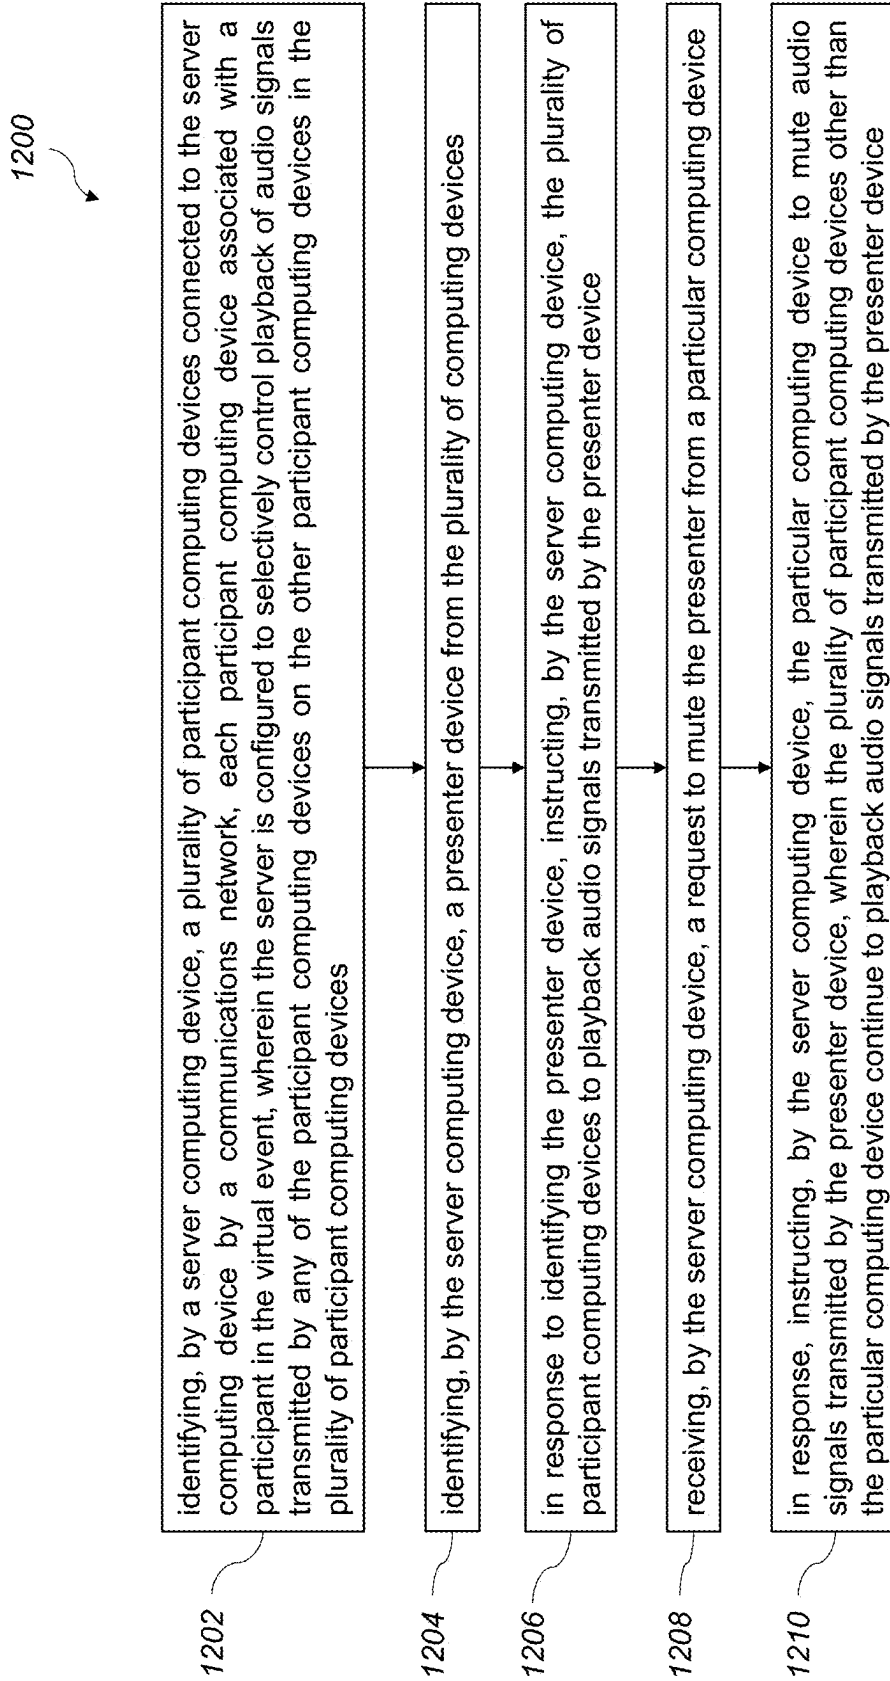 1200
1202
identifying, by a server computing device, a plurality of participant computing devices connected to the server
computing device by a communications network, each participant computing device associated with a
participant in the virtual event, wherein the server is configured to selectively control playback of audio signals
transmitted by any of the participant computing devices on the other participant computing devices in the
plurality of participant computing devices
1204
identifying, by the server computing device, a presenter device from the plurality of computing devices
1206
in response to identifying the presenter device, instructing, by the server computing device, the plurality of
participant computing devices to playback audio signals transmitted by the presenter device
1208
receiving, by the server computing device, a request to mute the presenter from a particular computing device
1210
in response, instructing, by the server computing device, the particular computing device to mute audio
signals transmitted by the presenter device, wherein the plurality of participant computing devices other than
the particular computing device continue to playback audio signals transmitted by the presenter device